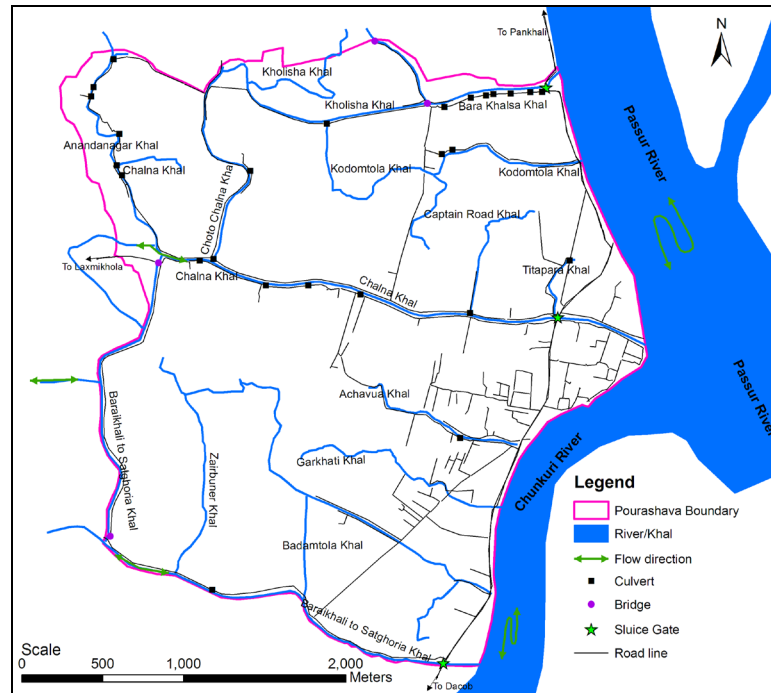 To Pankhali
N
Kholisha Khal
Kholisha Khal
Bara Khalsa Khal
Passur River
Anandanagar Khal
Chalna Khal
Kodomtola Khal
Kodomtola Khal
Choto Chalna Khal
Captain Road Khal
To Laxmikhola
Chalna Khal
Titapara Khal
Chalna Khal
Passur River
Achavua Khal
Baraikhali to Satghoria Khal
Zairbuner Khal
Garkhati Khal
Chunkuri River
Badamtola Khal
Baraikhali to Satghoria Khal
To Dacob
Legend
Pourashava Boundary
River/Khal
Flow direction
Culvert
Bridge
Sluice Gate
Road line
Scale
0 500 1,000 2,000
Meters